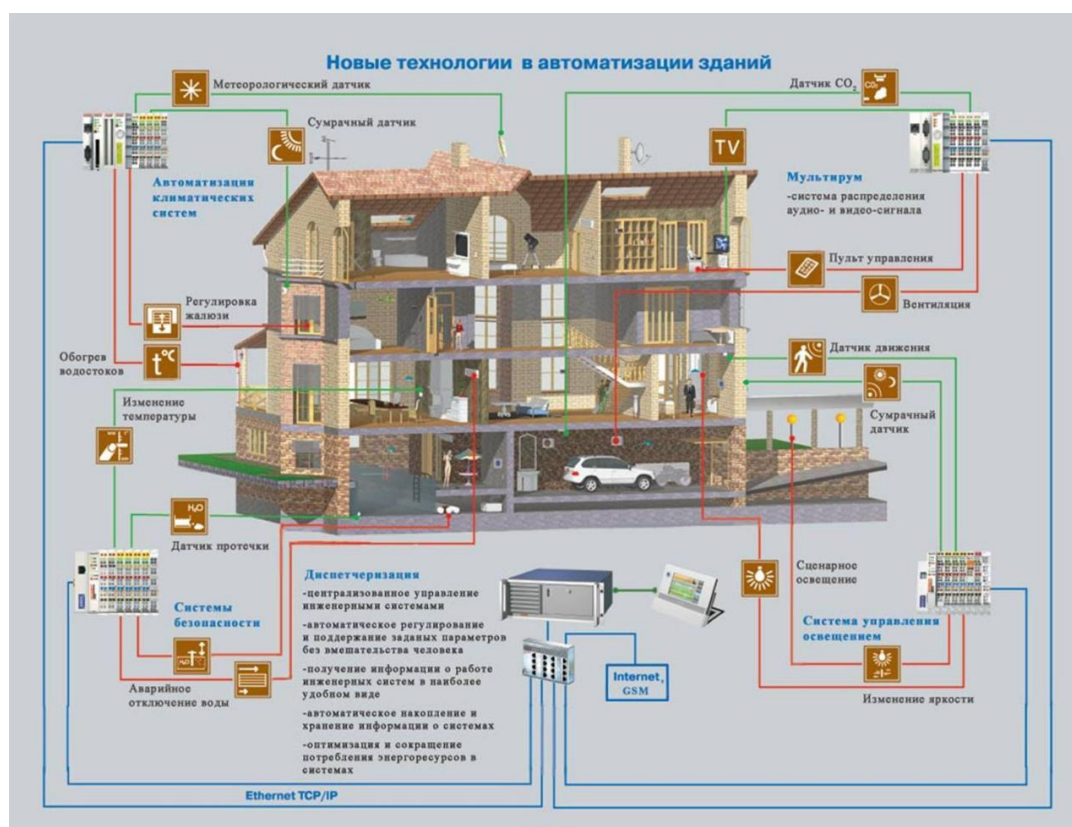 Новые технологии в автоматизации зданий
Метеорологический датчик
Сумрачный датчик
Автоматизация
климатических
систем
Регулировка
жалюзи
Обогрев
водостоков
t°C
Изменение
температуры
H₂O
Датчик протечки
Системы
безопасности
H₂O
Аварийное
отключение воды
Датчик CO₂
CO₂
TV
Мультирум
-система распределения
аудио- и видео-сигнала
Пульт управления
Вентиляция
Датчик движения
Сумрачный
датчик
Сценарное
освещение
Система управления
освещением
Изменение яркости
Диспетчеризация
-централизованное управление
инженерными системами
-автоматическое регулирование
и поддержание заданых параметров
без вмешательства человека
-получение информации о работе
инженерных систем в наиболее
удобном виде
-автоматическое накопление и
хранение информации о системах
-оптимизация и сокращение
потребления энергоресурсов в
системах
Internet,
GSM
Ethernet TCP/IP